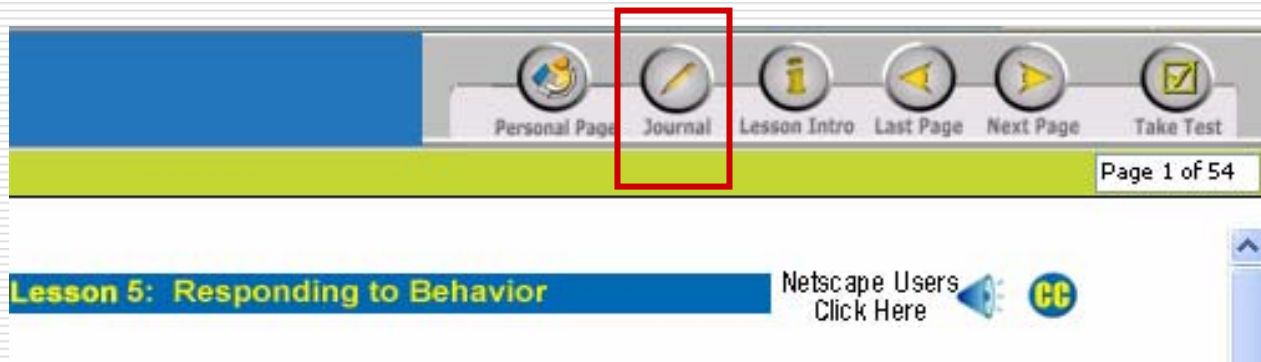 Personal Page Journal Lesson Intro Last Page Next Page Take Test
Page 1 of 54
Lesson 5: Responding to Behavior
Netscape Users
Click Here
CC